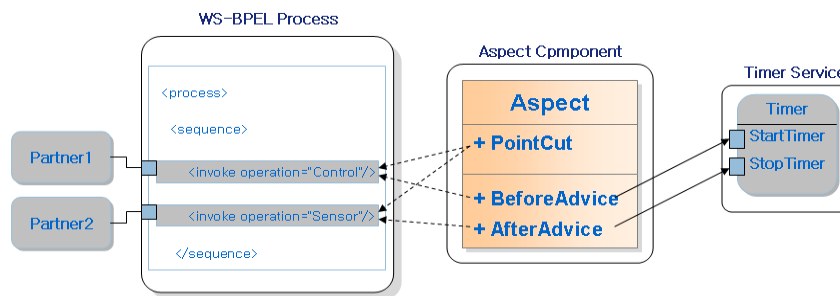 WS-BPEL Process
<process>
<sequence>
<invoke operation="Control"/>
<invoke operation="Sensor"/>
</sequence>
Partner1
Partner2
Aspect Cpmponent
Aspect
+ PointCut
+ BeforeAdvice
+ AfterAdvice
Timer Service
Timer
StartTimer
StopTimer